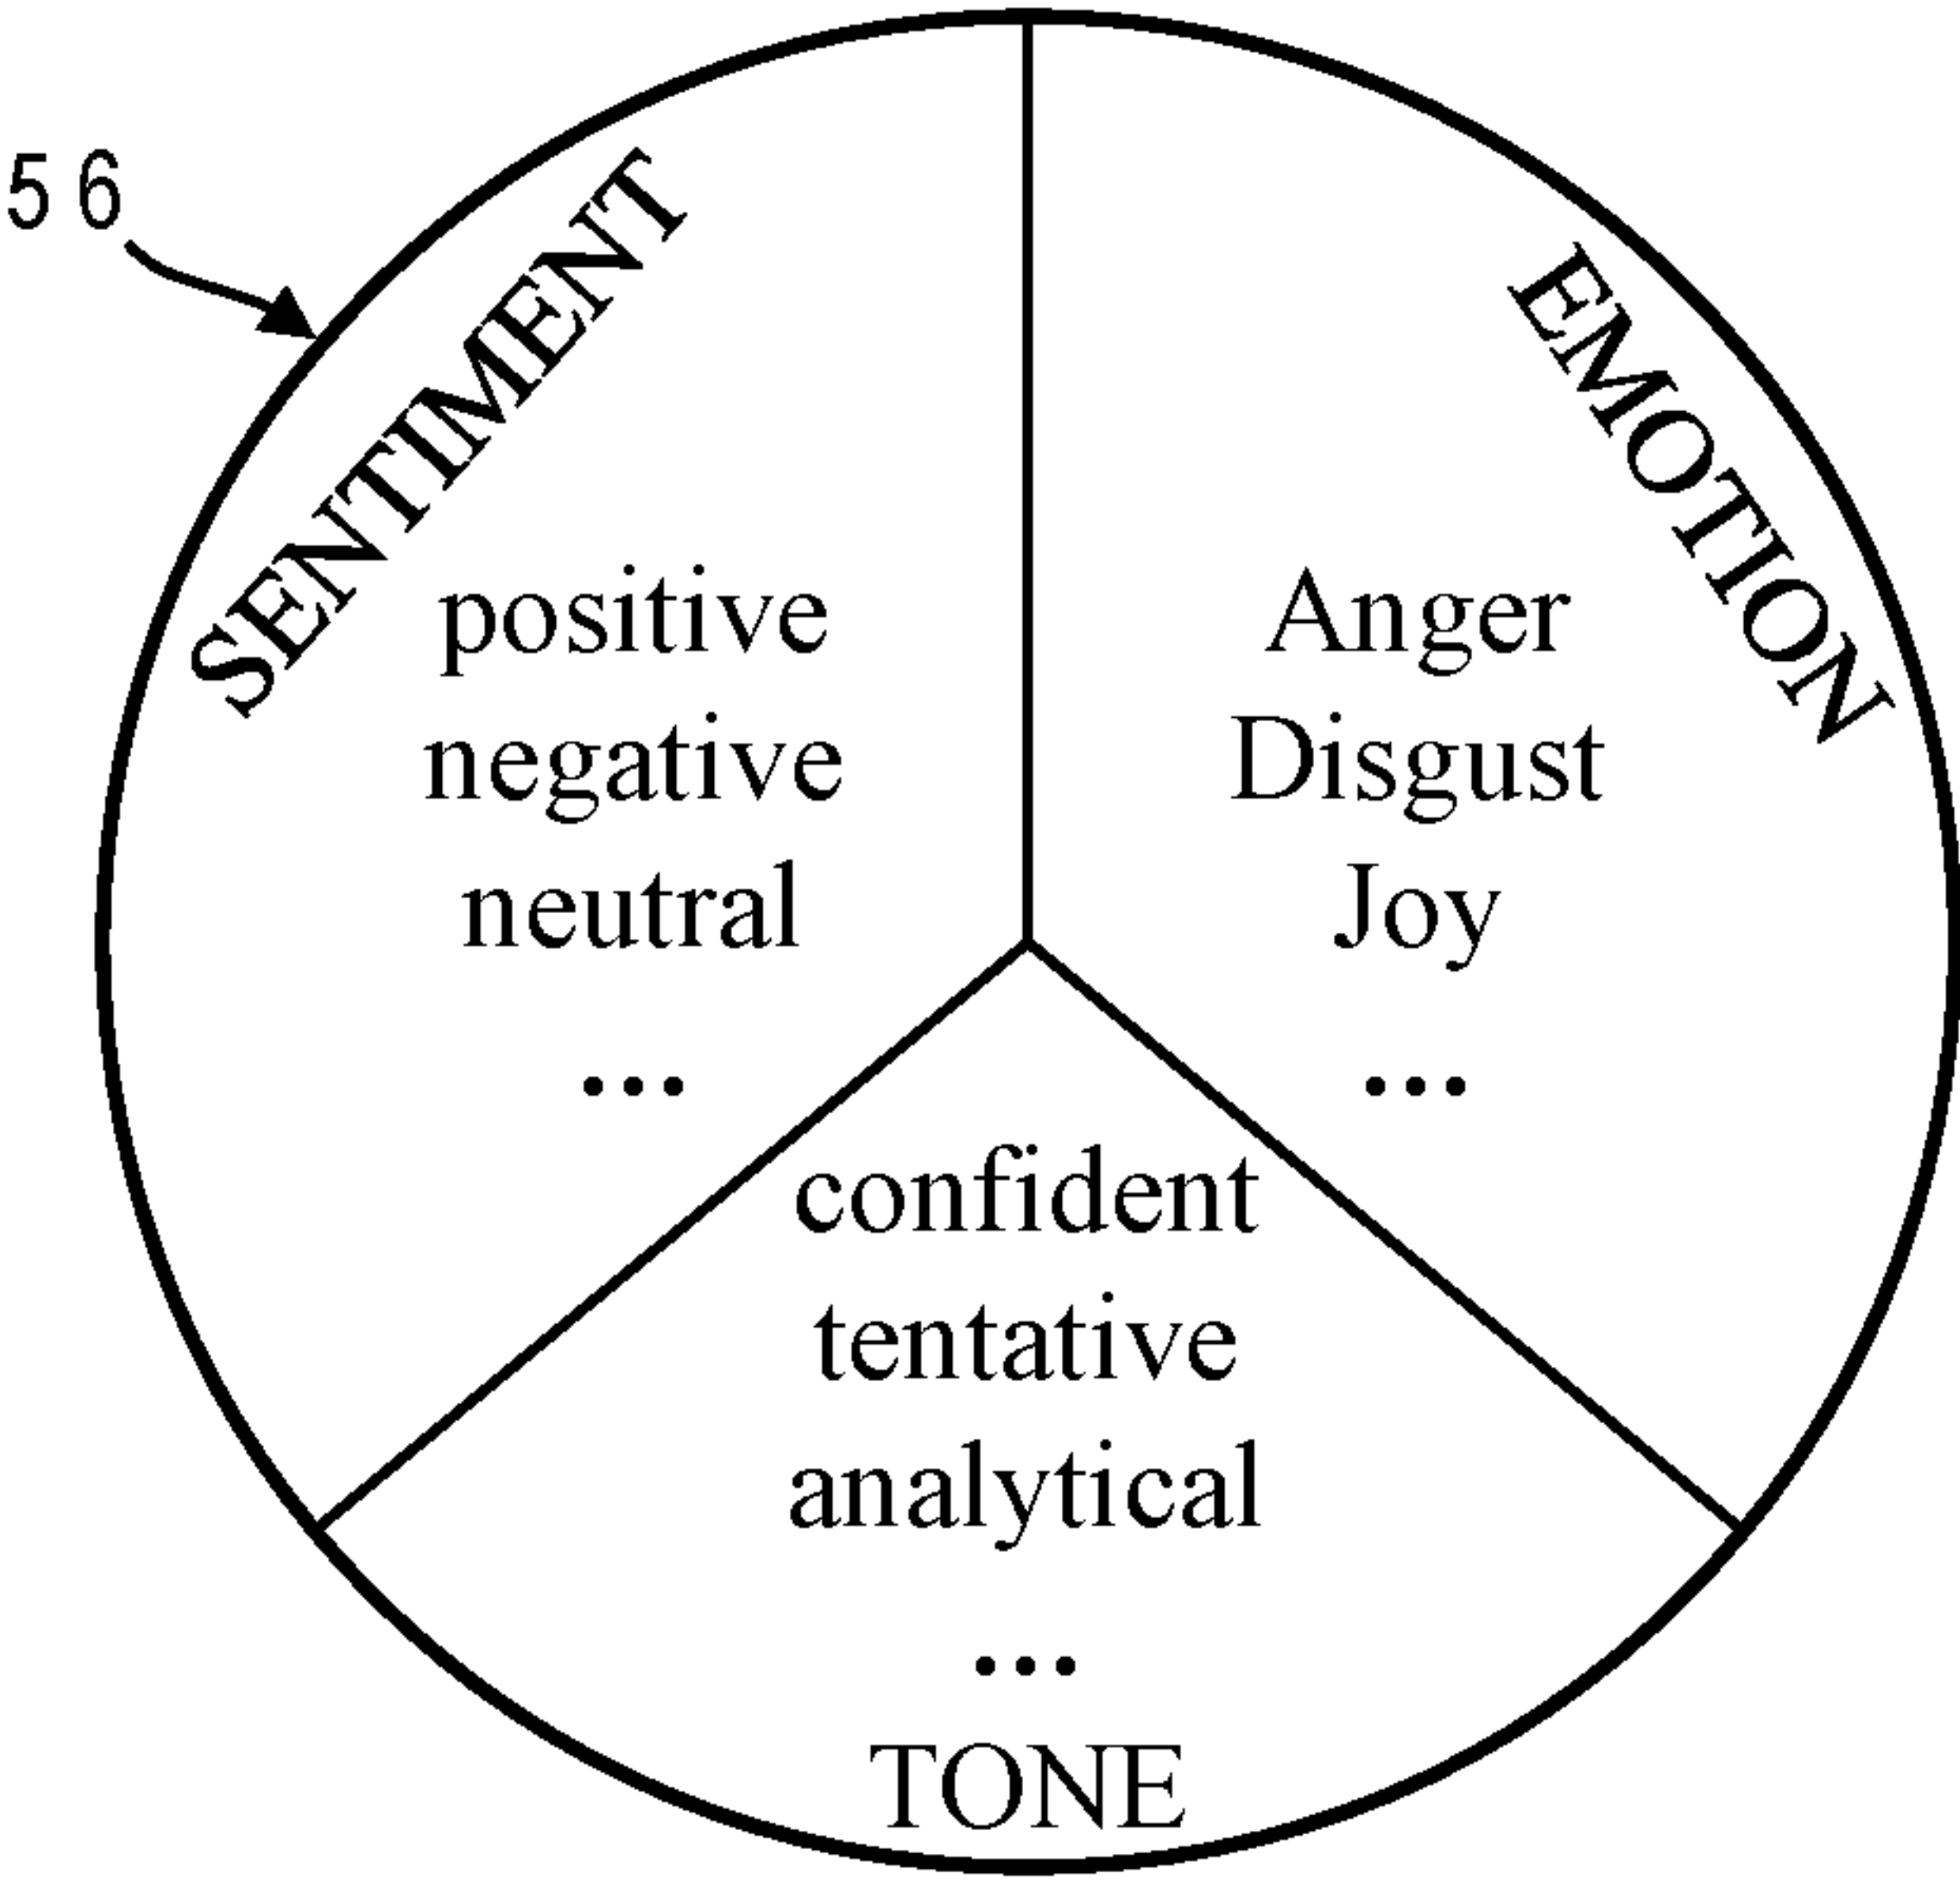 56
SENTIMENT
positive
negative
neutral
...
EMOTION
Anger
Disgust
Joy
...
confident
tentative
analytical
...
TONE